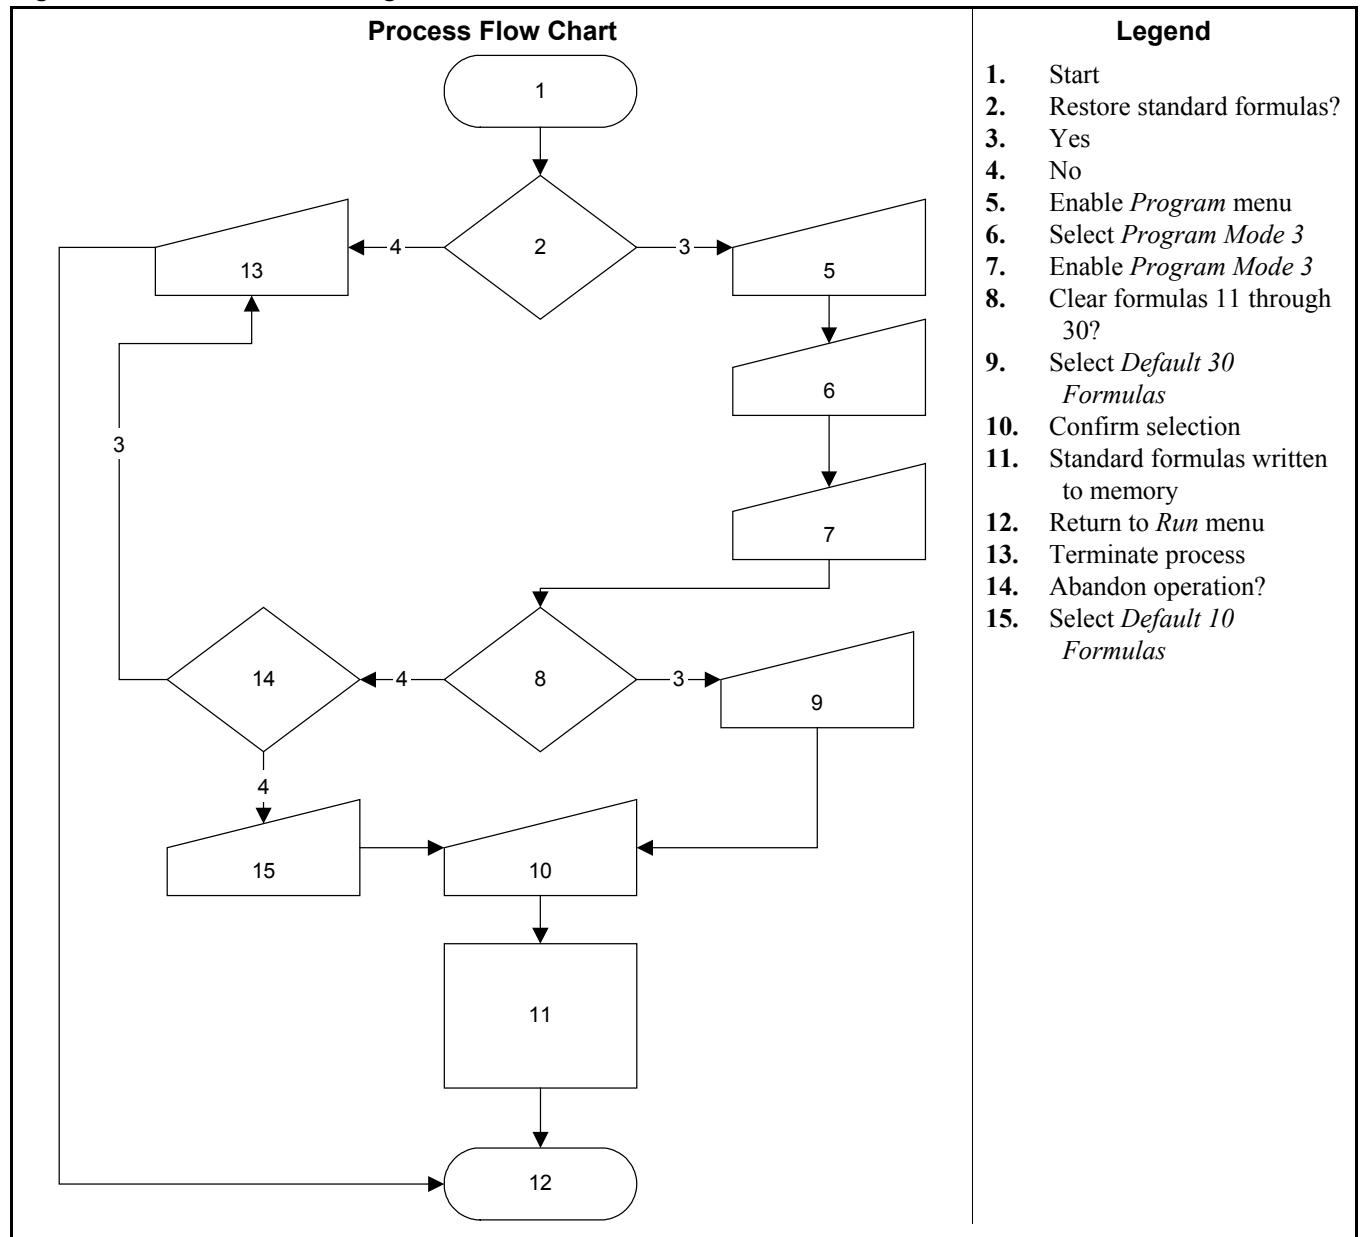 Process Flow Chart
1
2
4
3
13
5
6
3
7
14
4
8
3
9
4
15
10
11
12
Legend
1. Start
2. Restore standard formulas?
3. Yes
4. No
5. Enable Program menu
6. Select Program Mode 3
7. Enable Program Mode 3
8. Clear formulas 11 through
30?
9. Select Default 30
Formulas
10. Confirm selection
11. Standard formulas written
to memory
12. Return to Run menu
13. Terminate process
14. Abandon operation?
15. Select Default 10
Formulas